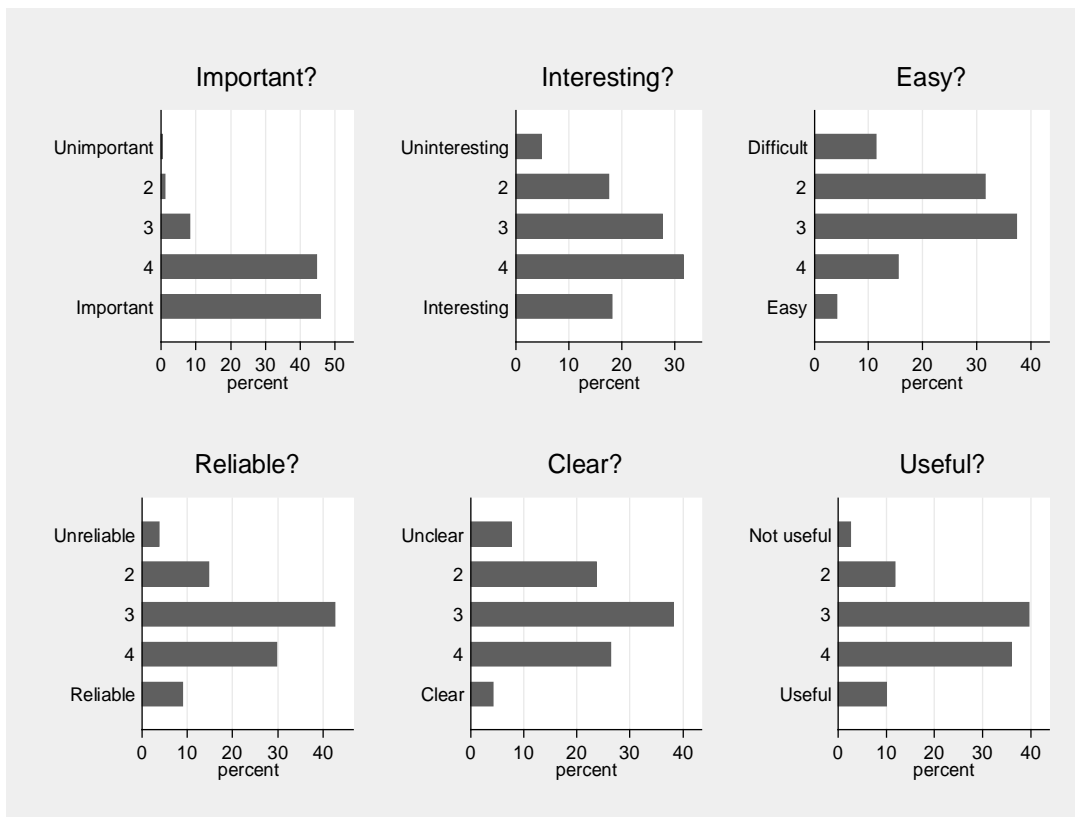 Important?
Unimportant
2
3
4
Important
0 10 20 30 40 50
percent
Interesting?
Uninteresting
2
3
4
Interesting
0 10 20 30
percent
Easy?
Difficult
2
3
4
Easy
0 10 20 30 40
percent
Reliable?
Unreliable
2
3
4
Reliable
0 10 20 30 40
percent
Clear?
Unclear
2
3
4
Clear
0 10 20 30 40
percent
Useful?
Not useful
2
3
4
Useful
0 10 20 30 40
percent